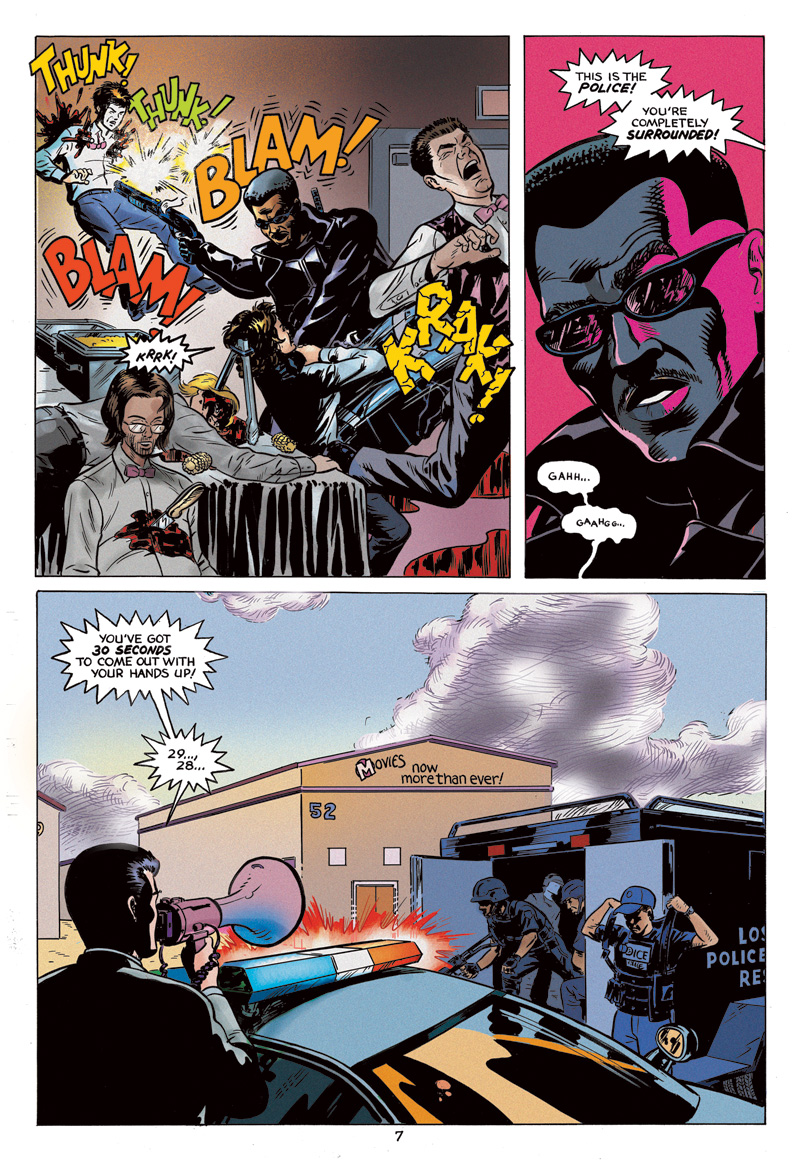 THUNK!
THUNK!
BLAM!
BLAM!
KRAK!
KRRK!
THIS IS THE
POLICE!
YOU'RE
COMPLETELY
SURROUNDED!
GAHH...
GAAHGG...
YOU'VE GOT
30 SECONDS
TO COME OUT WITH
YOUR HANDS UP!
29...,
28...
MOVIES now
more than ever!
52
POLICE
LOS
POLICE
RES
7